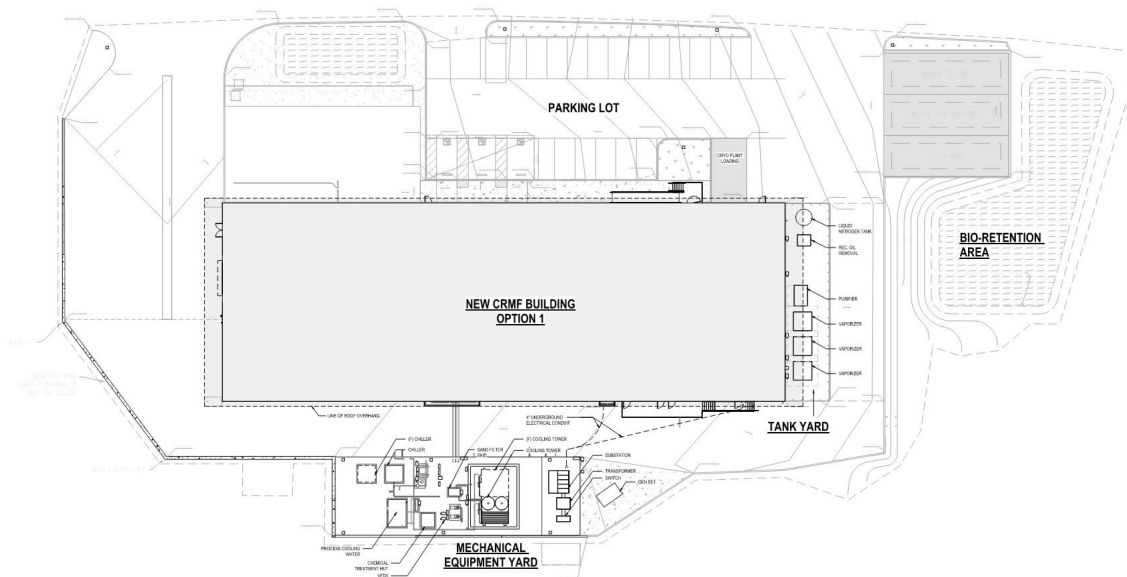 PARKING LOT
CRYO PLANT
LOADING
LIQUID
NITROGEN TANK
REC. OIL
REMOVAL
BIO-RETENTION
AREA
PURIFIER
NEW CRMF BUILDING
OPTION 1
VAPORIZER
VAPORIZER
VAPORIZER
LINE OF ROOF OVERHANG
4" UNDERGROUND
ELECTRICAL CONDUIT
TANK YARD
(F) CHILLER
CHILLER
SAND FILTER
SKID
(F) COOLING TOWER
COOLING TOWER
SUBSTATION
TRANSFORMER
SWITCH
GEN SET
PROCESS COOLING
WATER
CHEMICAL
TREATMENT HUT
MECHANICAL
EQUIPMENT YARD